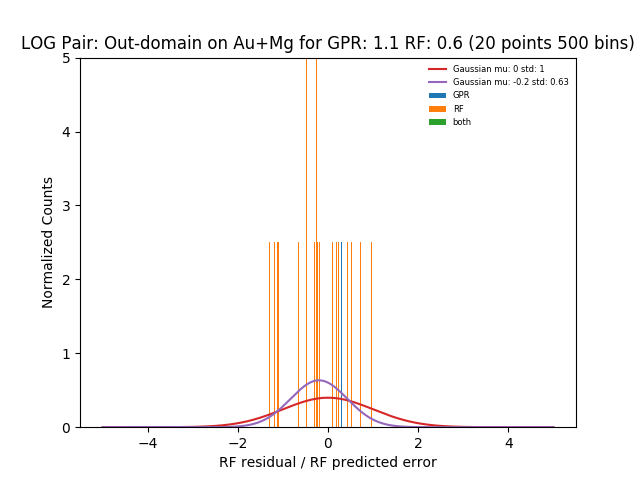 LOG Pair: Out-domain on Au+Mg for GPR: 1.1 RF: 0.6 (20 points 500 bins)
Gaussian mu: 0 std: 1
Gaussian mu: -0.2 std: 0.63
GPR
RF
both
Normalized Counts
5
4
3
2
1
0
−4 −2 0 2 4
RF residual / RF predicted error